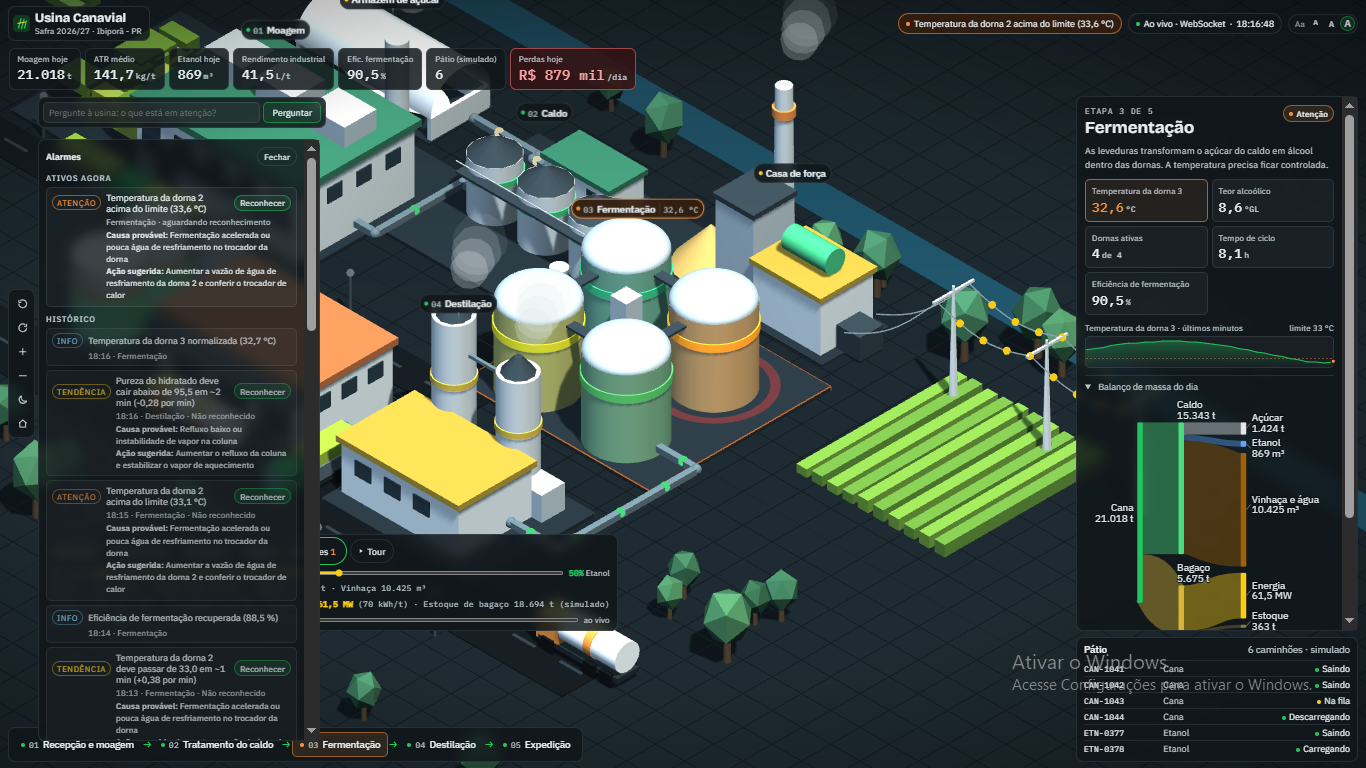 Usina Canavial
Safra 2026/27 · Ibiporã - PR
Armazém de açúcar
01 Moagem
Temperatura da dorna 2 acima do limite (33,6 °C)
Ao vivo · WebSocket · 18:16:48
Aa A A A
Moagem hoje
21.018 t
ATR médio
141,7 kg/t
Etanol hoje
869 m³
Rendimento industrial
41,5 L/t
Efic. fermentação
90,5 %
Pátio (simulado)
6
Perdas hoje
R$ 879 mil /dia
Pergunte à usina: o que está em atenção?
Perguntar
02 Caldo
Casa de força
03 Fermentação 32,6 °C
04 Destilação
Alarmes
Fechar
ATIVOS AGORA
ATENÇÃO
Temperatura da dorna 2
acima do limite (33,6 °C)
Reconhecer
Fermentação · aguardando reconhecimento
Causa provável: Fermentação acelerada ou
pouca água de resfriamento no trocador da
dorna
Ação sugerida: Aumentar a vazão de água de
resfriamento da dorna 2 e conferir o trocador de
calor
HISTÓRICO
INFO
Temperatura da dorna 3 normalizada (32,7 °C)
18:16 · Fermentação
TENDÊNCIA
Pureza do hidratado deve
cair abaixo de 95,5 em ~2
min (-0,28 por min)
Reconhecer
18:16 · Destilação · Não reconhecido
Causa provável: Refluxo baixo ou
instabilidade de vapor na coluna
Ação sugerida: Aumentar o refluxo da coluna
e estabilizar o vapor de aquecimento
ATENÇÃO
Temperatura da dorna 2
acima do limite (33,1 °C)
Reconhecer
18:15 · Fermentação · Não reconhecido
Causa provável: Fermentação acelerada ou
pouca água de resfriamento no trocador da
dorna
Ação sugerida: Aumentar a vazão de água de
resfriamento da dorna 2 e conferir o trocador de
calor
INFO
Eficiência de fermentação recuperada (88,5 %)
18:14 · Fermentação
TENDÊNCIA
Temperatura da dorna 2
deve passar de 33,0 em ~1
min (+0,38 por min)
Reconhecer
18:13 · Fermentação · Não reconhecido
Causa provável: Fermentação acelerada ou
pouca água de resfriamento no trocador da
dorna
es 1
Tour
50% Etanol
t · Vinhaça 10.425 m³
61,5 MW (70 kWh/t) · Estoque de bagaço 18.694 t (simulado)
ao vivo
01 Recepção e moagem → 02 Tratamento do caldo → 03 Fermentação → 04 Destilação → 05 Expedição
ETAPA 3 DE 5
Fermentação
Atenção
As leveduras transformam o açúcar do caldo em álcool
dentro das dornas. A temperatura precisa ficar controlada.
Temperatura da dorna 3
32,6 °C
Teor alcoólico
8,6 °GL
Dornas ativas
4 de 4
Tempo de ciclo
8,1 h
Eficiência de fermentação
90,5 %
Temperatura da dorna 3 · últimos minutos
limite 33 °C
Balanço de massa do dia
Caldo
15.343 t
Açúcar
1.424 t
Etanol
869 m³
Cana
21.018 t
Vinhaça e água
10.425 m³
Bagaço
5.675 t
Energia
61,5 MW
Estoque
363 t
Pátio
6 caminhões · simulado
CAN-1041 Cana Saindo
CAN-1042 Cana Saindo
CAN-1043 Cana Na fila
CAN-1044 Cana Descarregando
ETN-0377 Etanol Saindo
ETN-0378 Etanol Carregando
Ativar o Windows
Acesse Configurações para ativar o Windows.